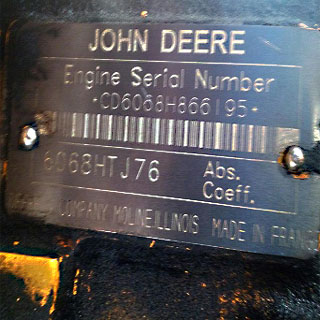 JOHN DEERE
Engine Serial Number
*CD6068H866195*
6068HTJ76 Abs.
Coeff.
COMPANY MOLINE ILLINOIS MADE IN FRANCE